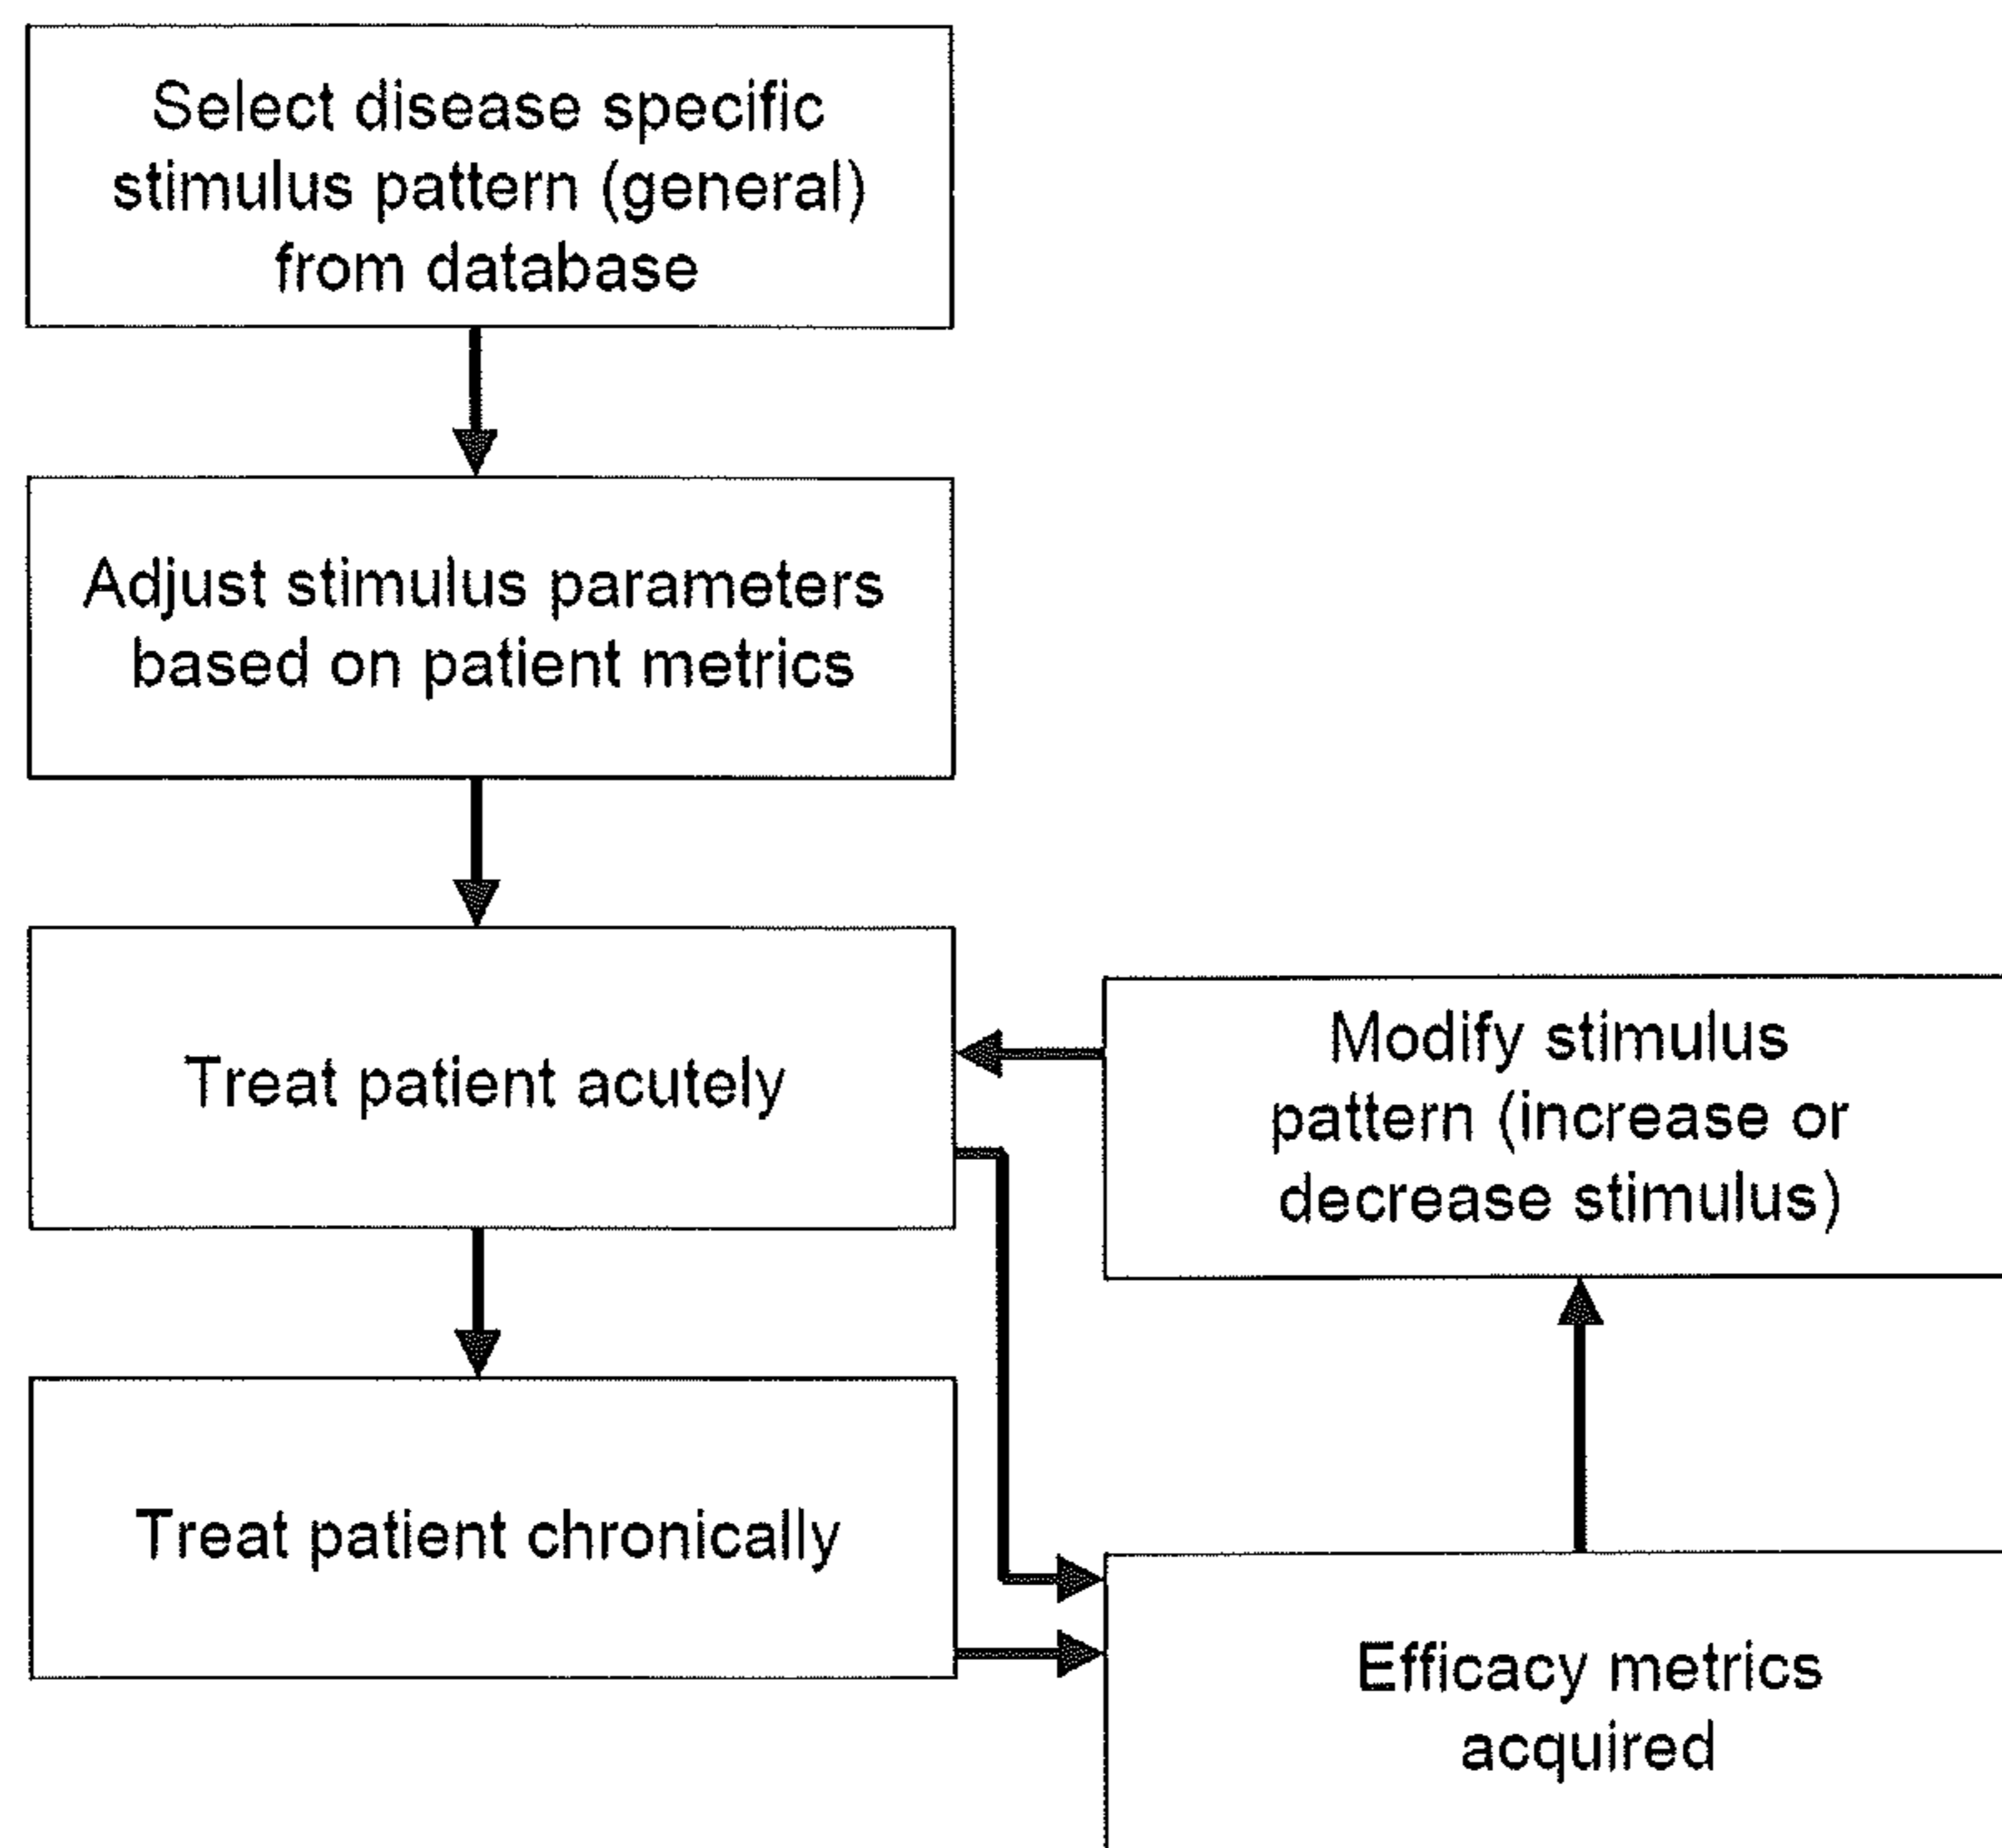 Select disease specific
stimulus pattern (general)
from database
Adjust stimulus parameters
based on patient metrics
Treat patient acutely
Modify stimulus
pattern (increase or
decrease stimulus)
Treat patient chronically
Efficacy metrics
acquired